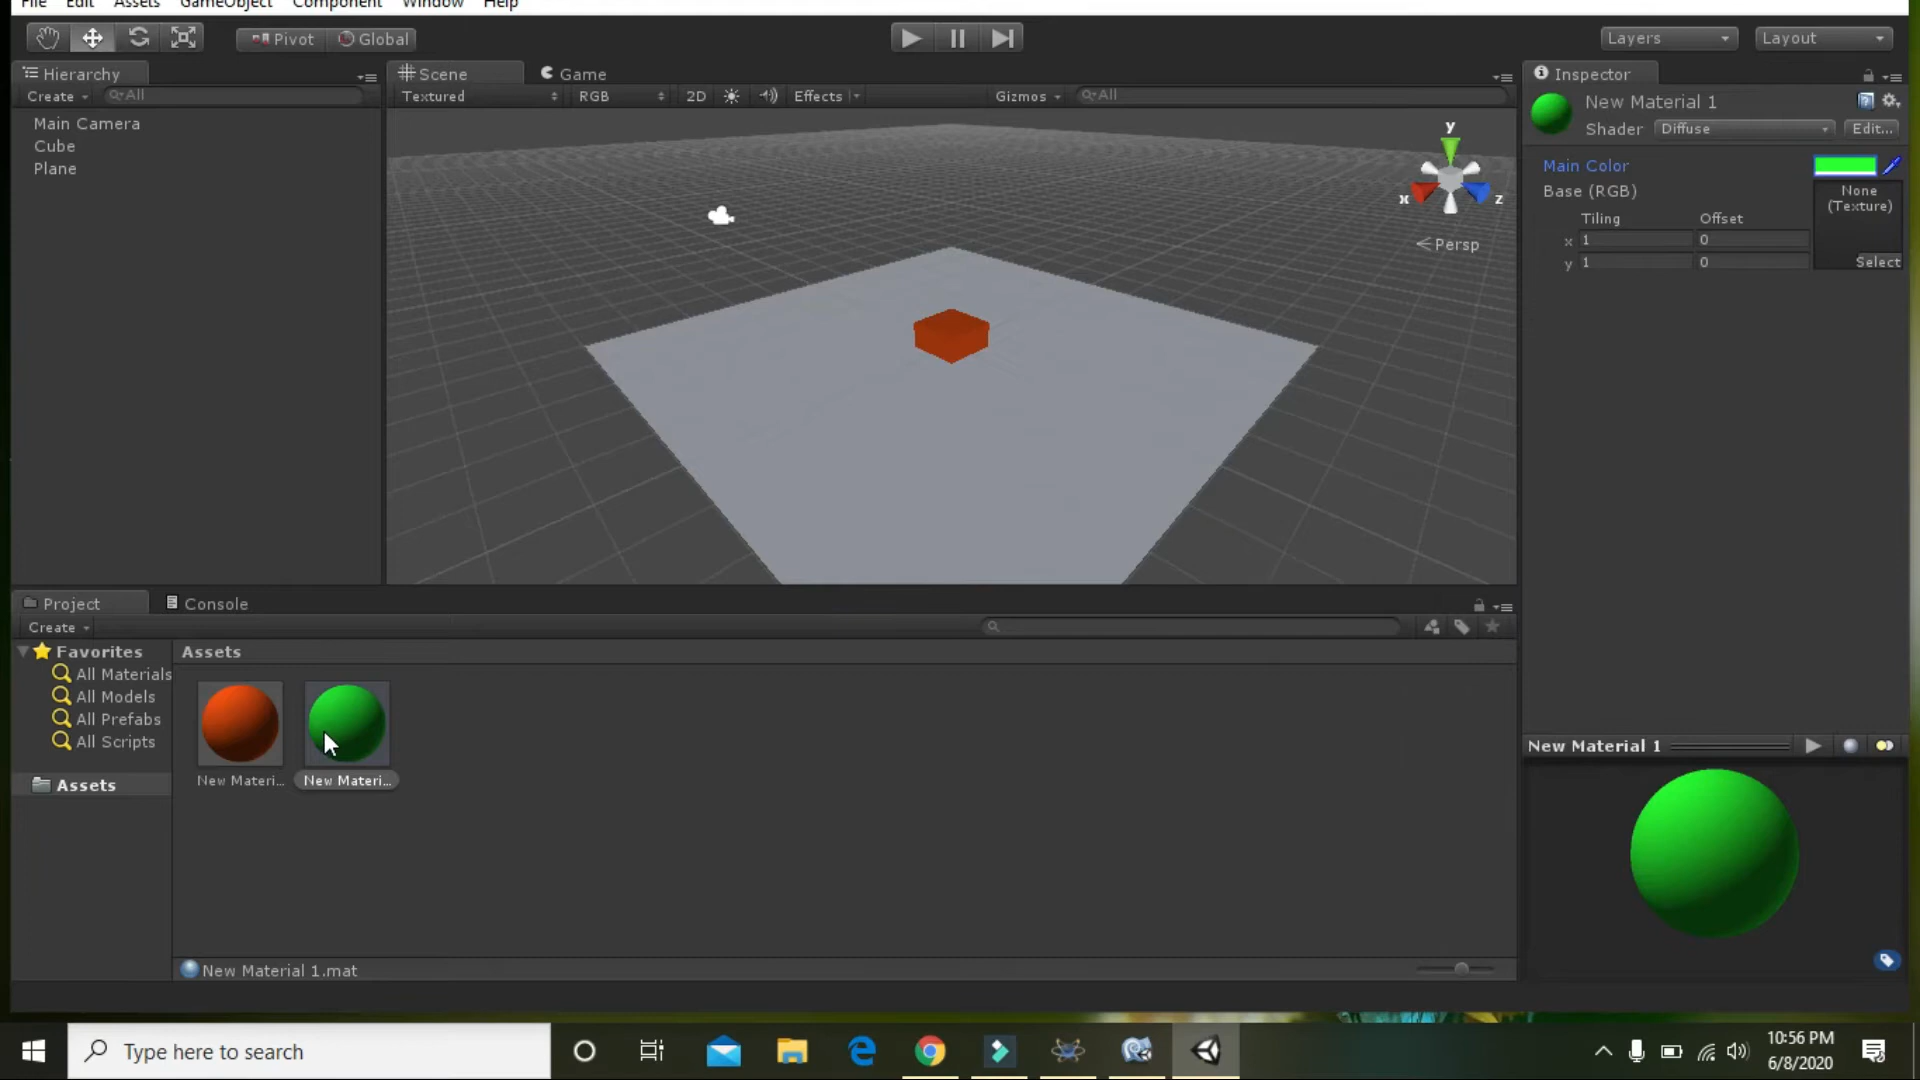 File Edit Assets GameObject Component Window Help
Pivot Global Layers Layout
Hierarchy Scene Game Inspector
Create All Textured RGB 2D Effects Gizmos All New Material 1
Main Camera
Cube
Plane
Shader Diffuse Edit...
Main Color
Base (RGB) None
(Texture)
Tiling Offset
x 1 0
y 1 0 Select
y
x z
Persp
Project Console
Create
Favorites Assets
All Materials
All Models
All Prefabs
All Scripts
Assets
New Materi... New Materi...
New Material 1
New Material 1.mat
Type here to search
10:56 PM
6/8/2020